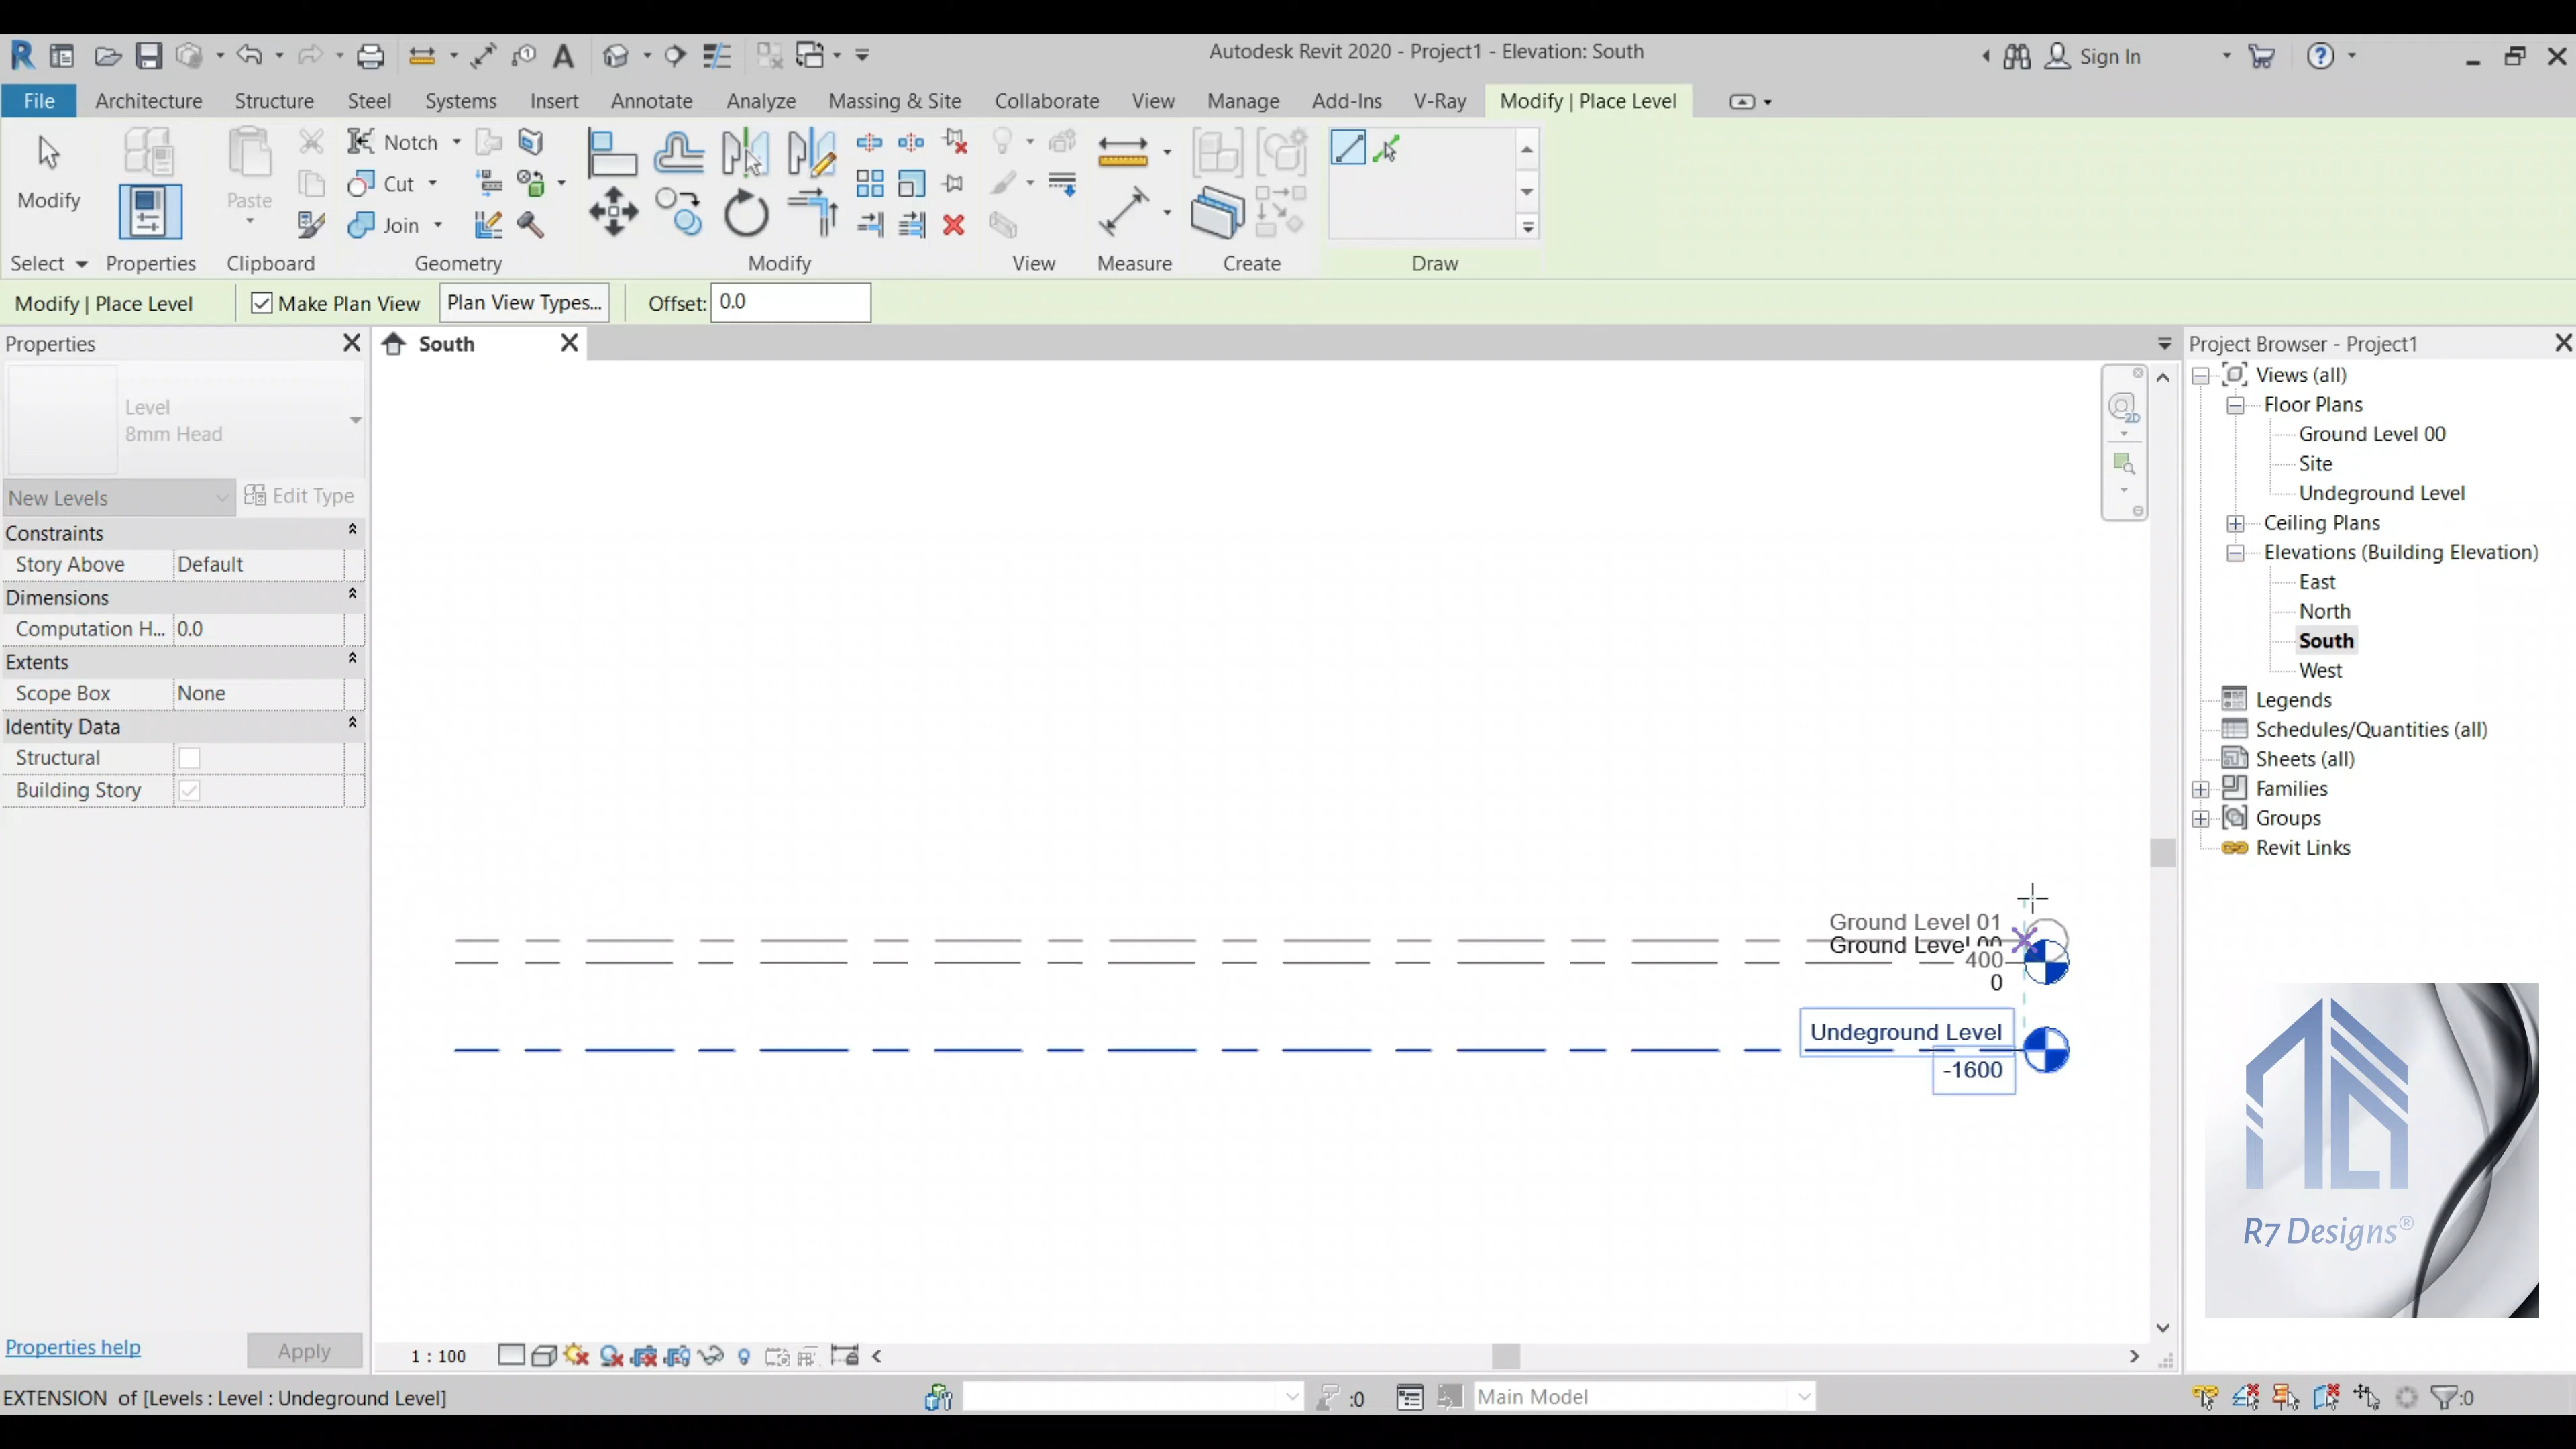 Autodesk Revit 2020 - Project1 - Elevation: South
Sign In
File Architecture Structure Steel Systems Insert Annotate Analyze Massing & Site Collaborate View Manage Add-Ins V-Ray Modify | Place Level
Modify
Paste
Notch
Cut
Join
Select Properties Clipboard Geometry Modify View Measure Create Draw
Modify | Place Level Make Plan View Plan View Types... Offset: 0.0
Properties
Level
8mm Head
New Levels Edit Type
Constraints
Story Above Default
Dimensions
Computation H... 0.0
Extents
Scope Box None
Identity Data
Structural
Building Story
Properties help Apply
South
Ground Level 01
Ground Level
400
0
Undeground Level
-1600
1 : 100
Project Browser - Project1
Views (all)
Floor Plans
Ground Level 00
Site
Undeground Level
Ceiling Plans
Elevations (Building Elevation)
East
North
South
West
Legends
Schedules/Quantities (all)
Sheets (all)
Families
Groups
Revit Links
R7 Designs®
EXTENSION of [Levels : Level : Undeground Level] :0 Main Model :0